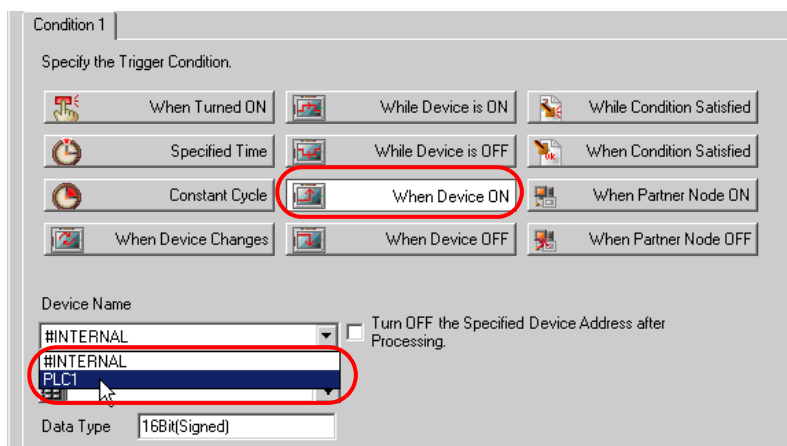 Condition 1
Specify the Trigger Condition.
When Turned ON
While Device is ON
While Condition Satisfied
Specified Time
While Device is OFF
When Condition Satisfied
Constant Cycle
When Device ON
When Partner Node ON
When Device Changes
When Device OFF
When Partner Node OFF
Device Name
#INTERNAL
Turn OFF the Specified Device Address after
Processing.
#INTERNAL
PLC1
Data Type 16Bit(Signed)